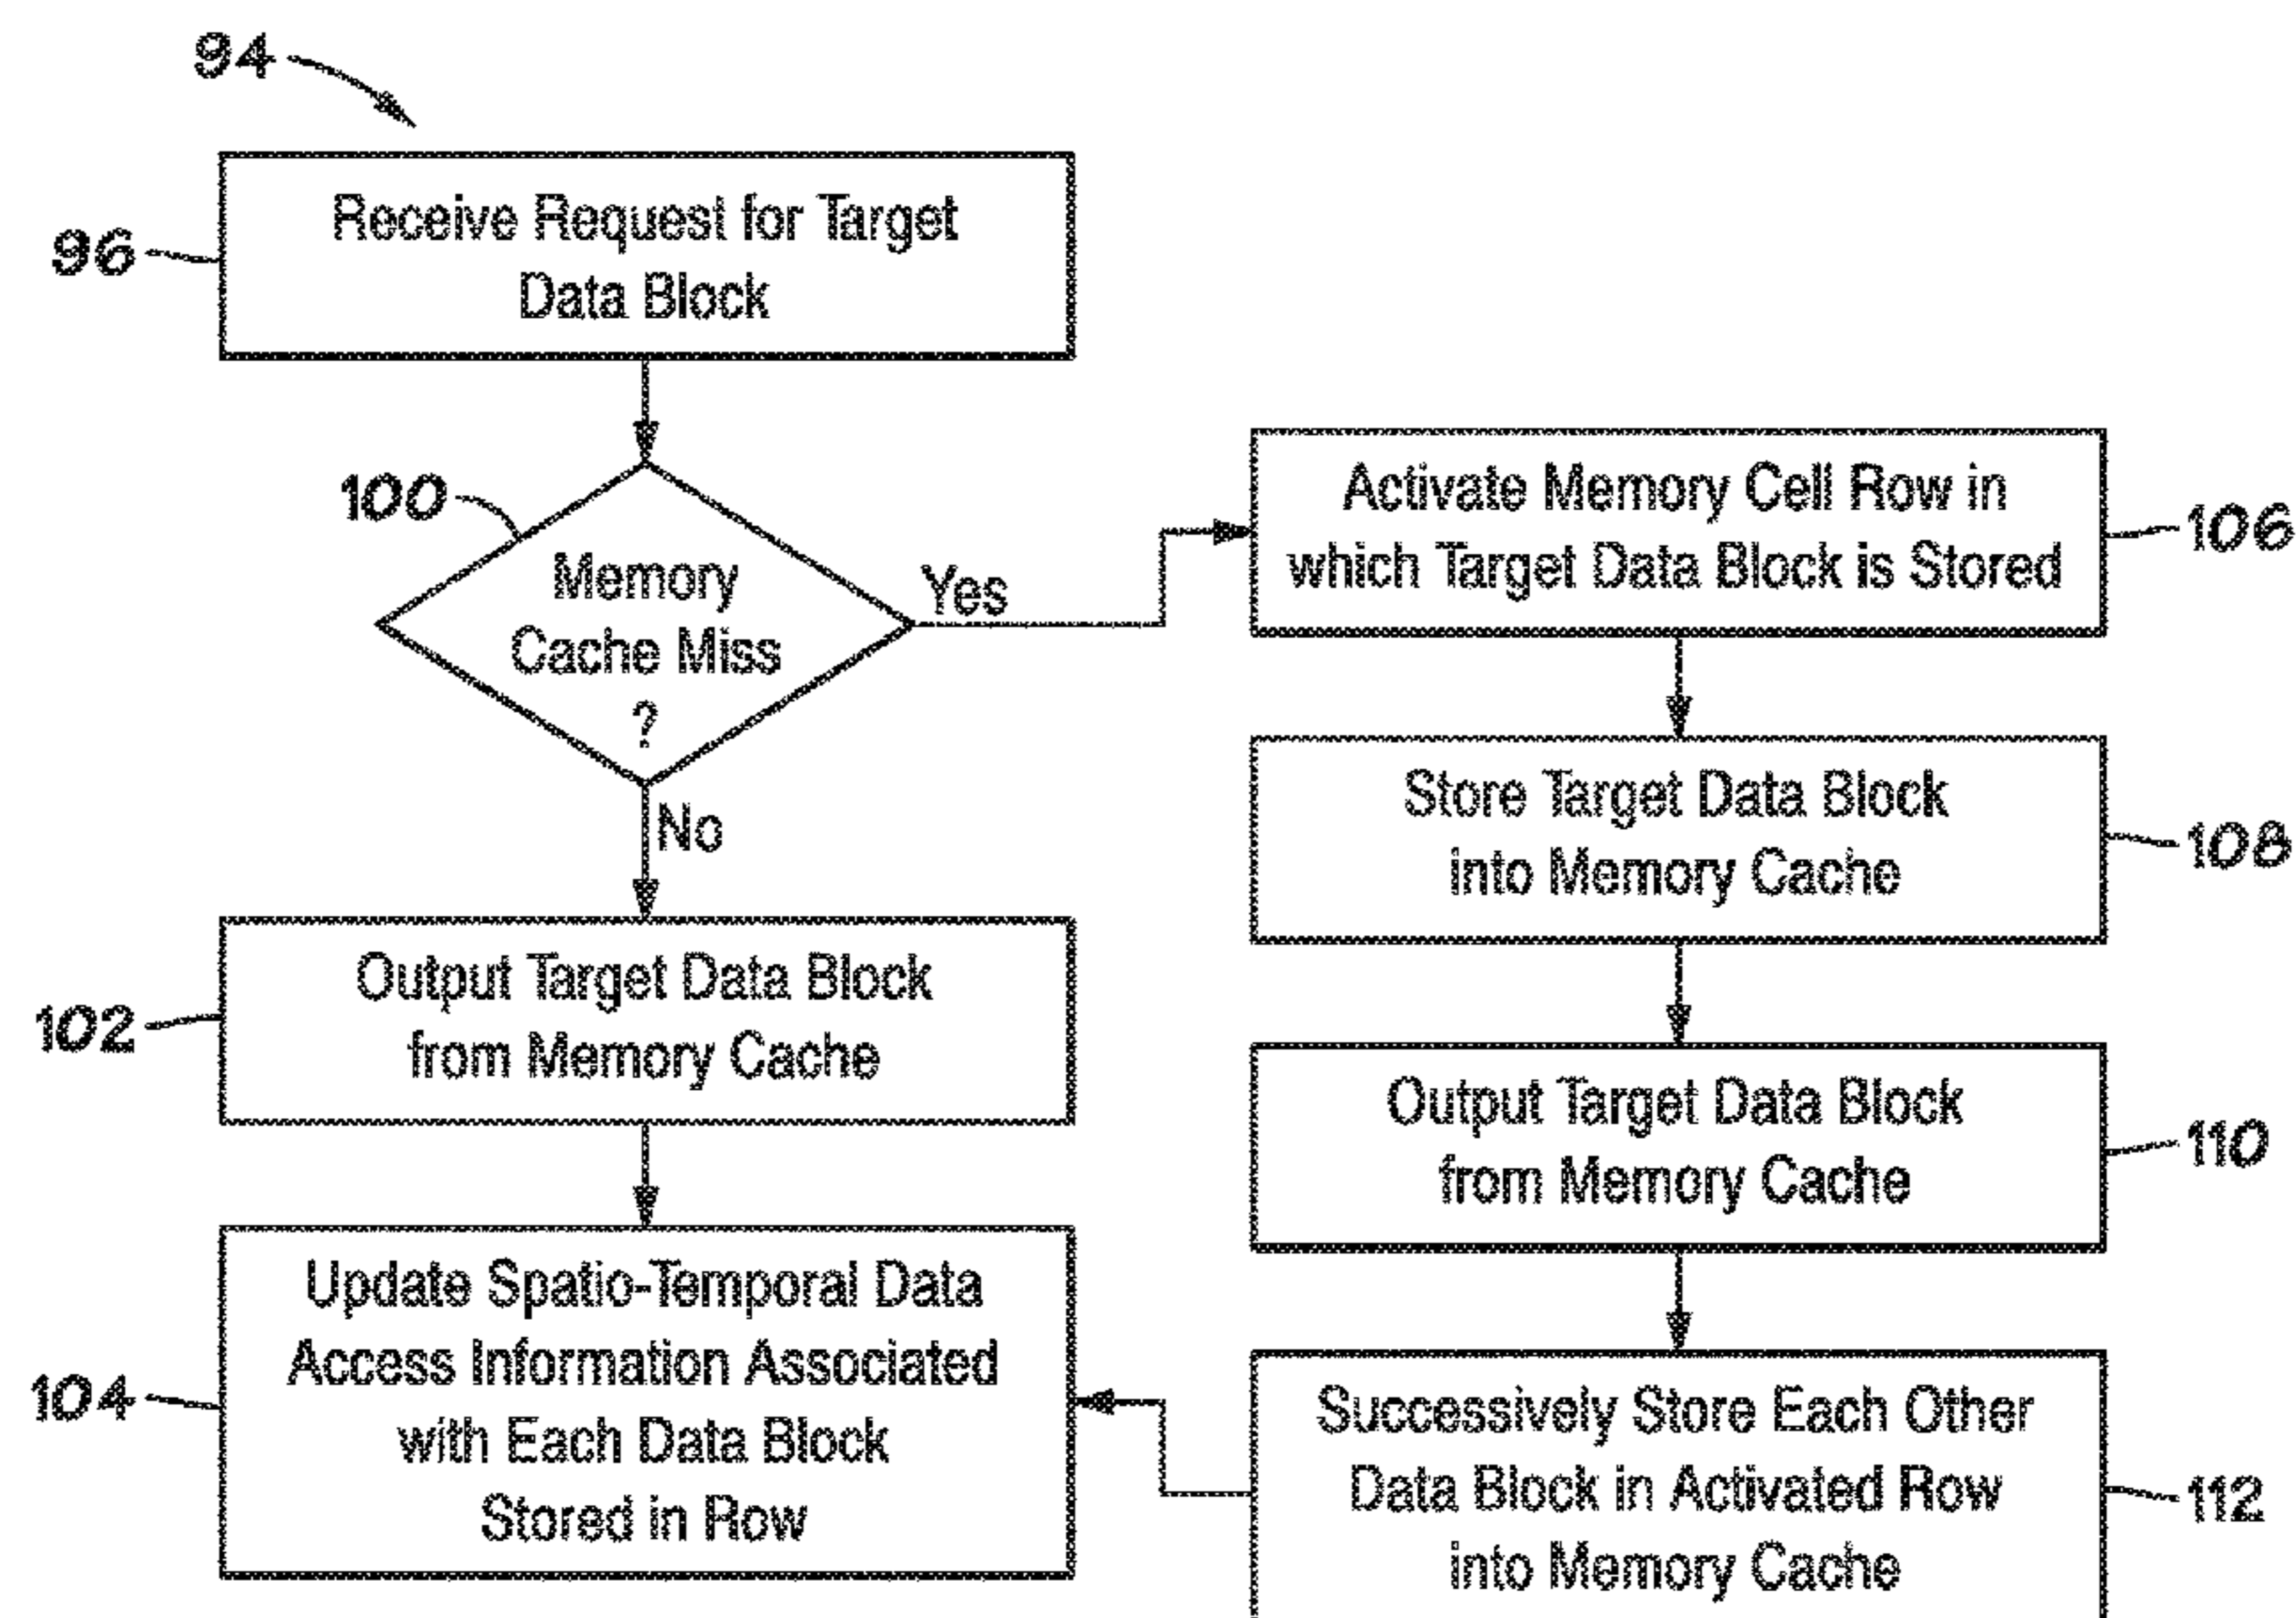 94
96
Receive Request for Target
Data Block
100
Memory
Cache Miss
?
Yes
No
102
Output Target Data Block
from Memory Cache
104
Update Spatio-Temporal Data
Access Information Associated
with Each Data Block
Stored in Row
Activate Memory Cell Row in
which Target Data Block is Stored
106
Store Target Data Block
into Memory Cache
108
Output Target Data Block
from Memory Cache
110
Successively Store Each Other
Data Block in Activated Row
into Memory Cache
112